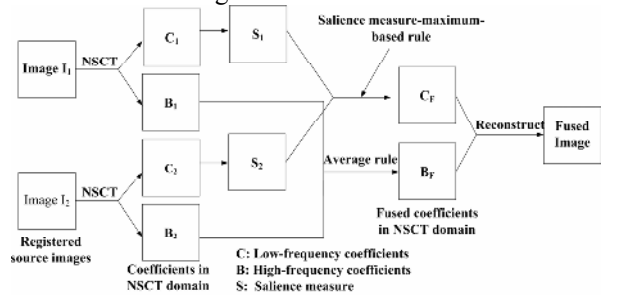 Salience measure-maximum-
based rule
Image I1
NSCT
C1
S1
B1
CF
Reconstruct
Fused
Image
Average rule
BF
C2
S2
Image I2
NSCT
B2
Registered
source images
Coefficients in
NSCT domain
Fused coefficients
in NSCT domain
C: Low-frequency coefficients
B: High-frequency coefficients
S: Salience measure